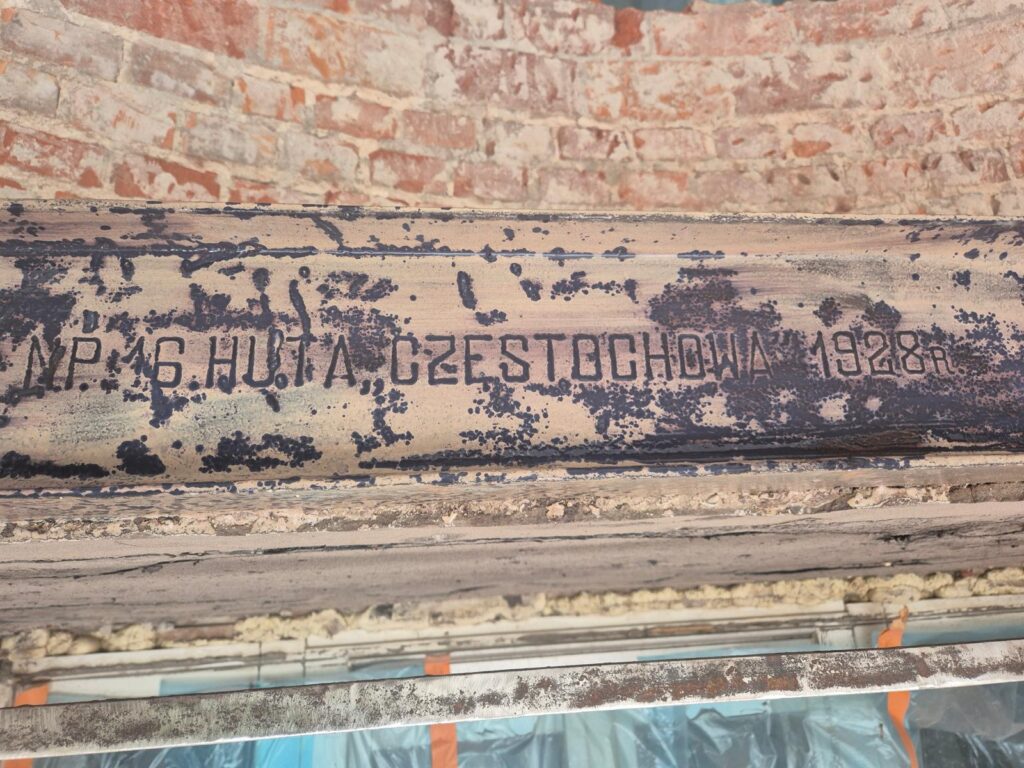 NP. 16 HUTA „CZESTOCHOWA” 1928R